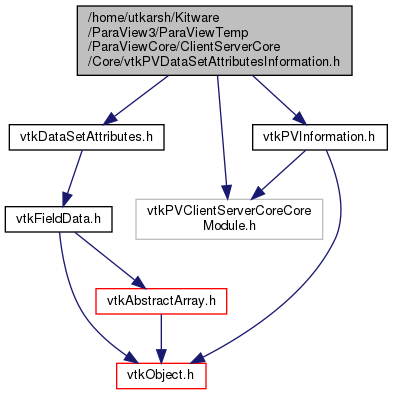 /home/utkarsh/Kitware
/ParaView3/ParaViewTemp
/ParaViewCore/ClientServerCore
/Core/vtkPVDataSetAttributesInformation.h
vtkDataSetAttributes.h
vtkPVInformation.h
vtkPVClientServerCoreCore
Module.h
vtkFieldData.h
vtkAbstractArray.h
vtkObject.h